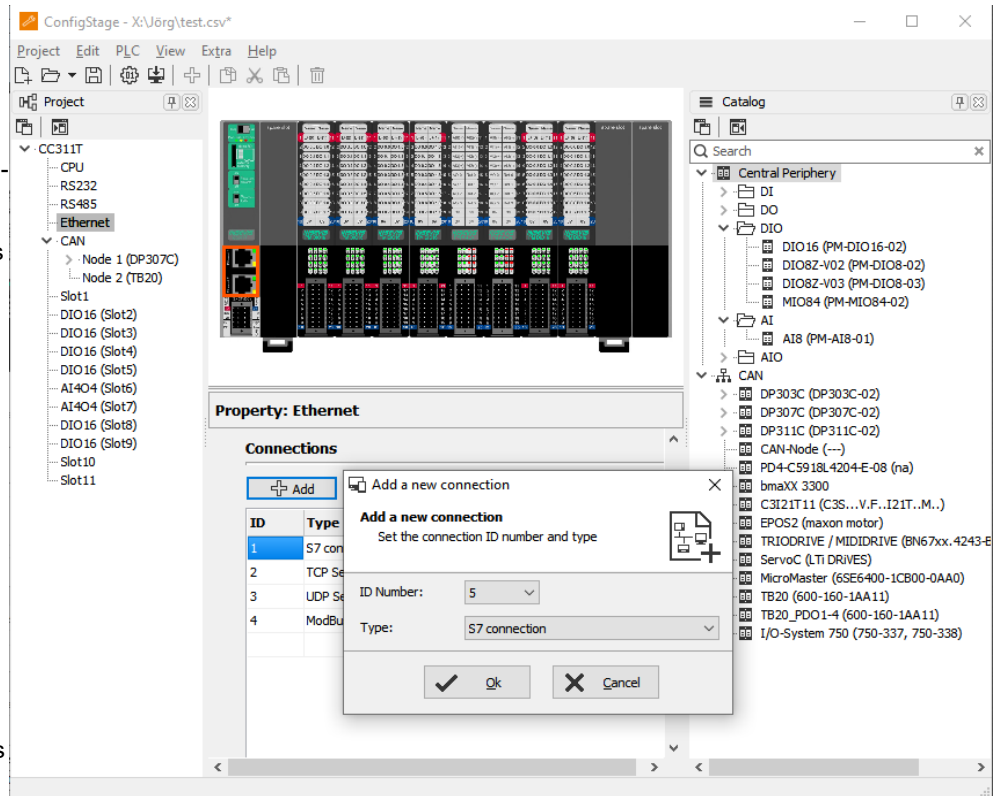 ConfigStage - X:\Jörg\test.csv*
Project Edit PLC View Extra Help
Project
CC311T
CPU
RS232
RS485
Ethernet
CAN
Node 1 (DP307C)
Node 2 (TB20)
Slot1
DIO16 (Slot2)
DIO16 (Slot3)
DIO16 (Slot4)
DIO16 (Slot5)
AI4O4 (Slot6)
AI4O4 (Slot7)
DIO16 (Slot8)
DIO16 (Slot9)
Slot10
Slot11
Property: Ethernet
Connections
Add
ID Type
1 S7 con
2 TCP Se
3 UDP Se
4 ModBu
Add a new connection
Add a new connection
Set the connection ID number and type
ID Number: 5
Type: S7 connection
Ok Cancel
Catalog
Search
Central Periphery
DI
DO
DIO
DIO16 (PM-DIO16-02)
DIO8Z-V02 (PM-DIO8-02)
DIO8Z-V03 (PM-DIO8-03)
MIO84 (PM-MIO84-02)
AI
AI8 (PM-AI8-01)
AIO
CAN
DP303C (DP303C-02)
DP307C (DP307C-02)
DP311C (DP311C-02)
CAN-Node (---)
PD4-C5918L4204-E-08 (na)
bmaXX 3300
C3I21T11 (C3S...V.F..I21T..M..)
EPOS2 (maxon motor)
TRIODRIVE / MIDIDRIVE (BN67xx.4243-E
ServoC (LTi DRiVES)
MicroMaster (6SE6400-1CB00-0AA0)
TB20 (600-160-1AA11)
TB20_PDO1-4 (600-160-1AA11)
I/O-System 750 (750-337, 750-338)